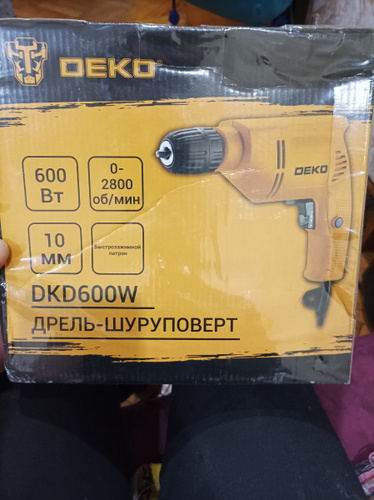 DEKO
DEKO
600
Вт
0-
2800
об/мин
10
мм
Быстрозажимной
патрон
DKD600W
ДРЕЛЬ-ШУРУПОВЕРТ